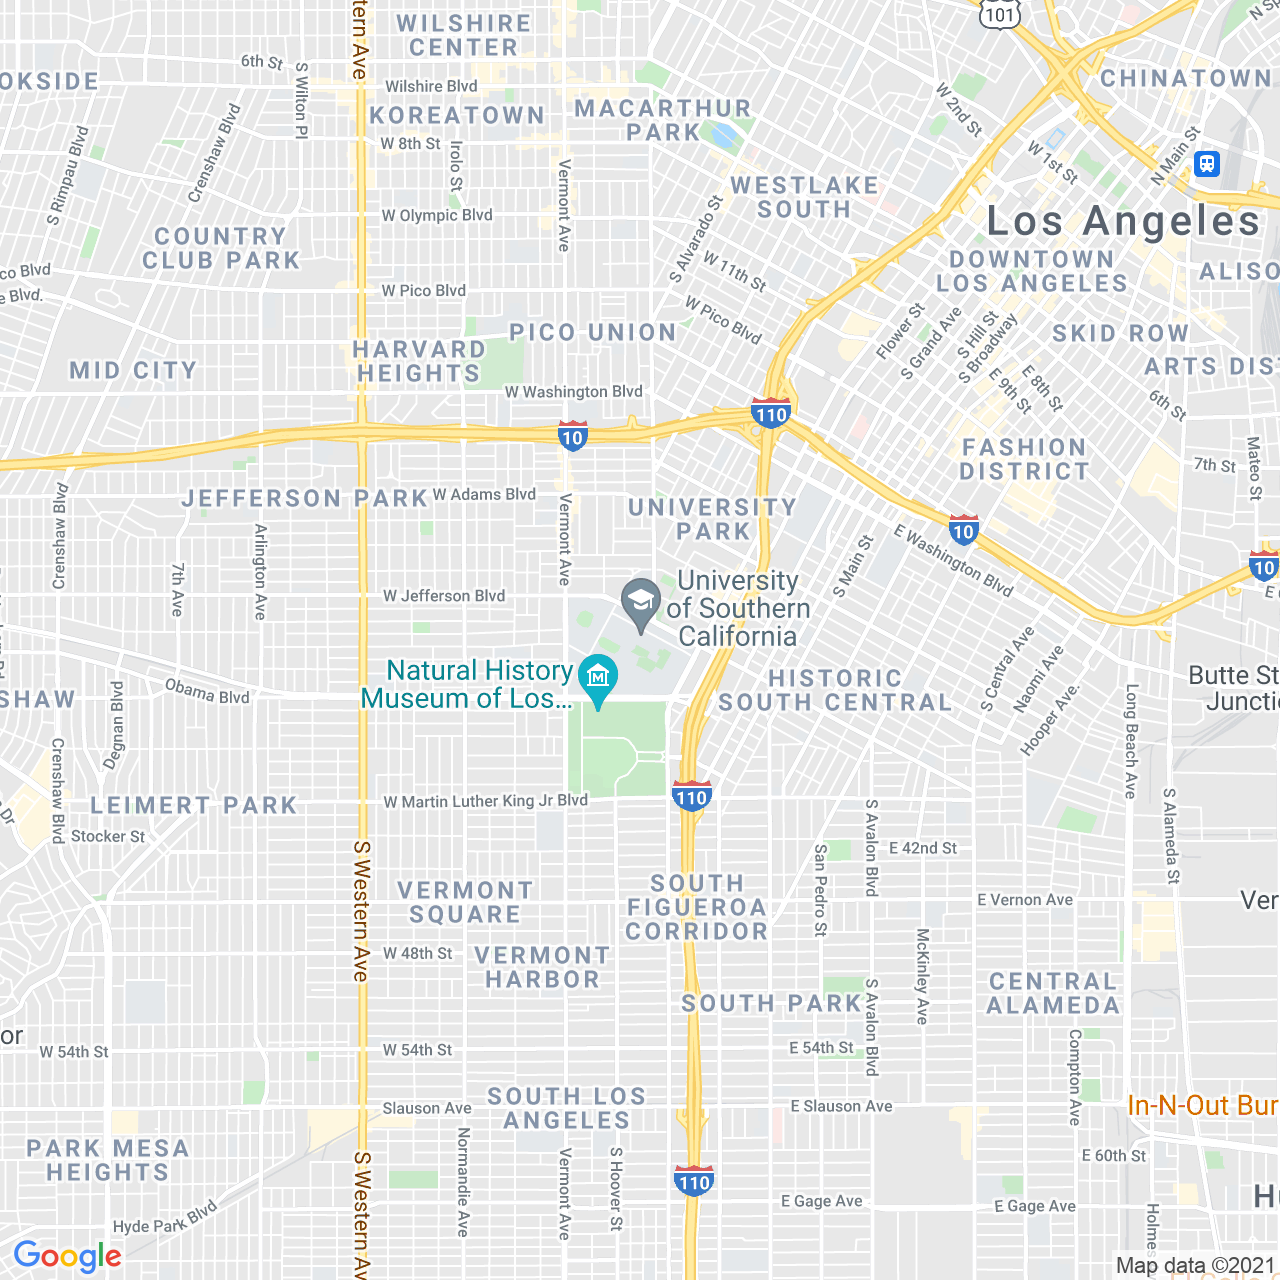 WILSHIRE
CENTER
101
N Sp
6th St
OKSIDE
Wilshire Blvd
S Wilton Pl
tern Ave
CHINATOWN
KOREATOWN
MACARTHUR
PARK
W 2nd St
Crenshaw Blvd
S Rimpau Blvd
W 8th St
Irolo St
Vermont Ave
W 1st St
N Main St
WESTLAKE
SOUTH
W Olympic Blvd
S Alvarado St
Los Angeles
COUNTRY
CLUB PARK
W 11th St
DOWNTOWN
LOS ANGELES
ALISO
co Blvd
e Blvd.
W Pico Blvd
W Pico Blvd
PICO UNION
Flower St
S Grand Ave
S Hill St
S Broadway
SKID ROW
HARVARD
HEIGHTS
MID CITY
ARTS DIS
E 9th St
E 8th St
6th St
W Washington Blvd
110
10
FASHION
DISTRICT
7th St
Mateo St
JEFFERSON PARK
W Adams Blvd
UNIVERSITY
PARK
Crenshaw Blvd
Arlington Ave
7th Ave
Vermont Ave
10
E Washington Blvd
S Main St
10
E 6
W Jefferson Blvd
University
of Southern
California
Natural History
Museum of Los...
Obama Blvd
SHAW
Degnan Blvd
HISTORIC
SOUTH CENTRAL
S Central Ave
Naomi Ave
Hooper Ave.
Butte St
Junctio
Long Beach Ave
Crenshaw Blvd
Dr
LEIMERT PARK
Stocker St
W Martin Luther King Jr Blvd
110
S Avalon Blvd
S Alameda St
San Pedro St
E 42nd St
S Western Ave
VERMONT
SQUARE
SOUTH
FIGUEROA
CORRIDOR
E Vernon Ave
Ver
W 48th St
VERMONT
HARBOR
McKinley Ave
CENTRAL
ALAMEDA
SOUTH PARK
S Avalon Blvd
or
W 54th St
W 54th St
E 54th St
Compton Ave
SOUTH LOS
ANGELES
Slauson Ave
E Slauson Ave
In-N-Out Bur
PARK MESA
HEIGHTS
Normandie Ave
Vermont Ave
S Hoover St
S Western Av
E 60th St
110
E Gage Ave
E Gage Ave
H
Holmes
Hyde Park Blvd
Google
Map data ©2021